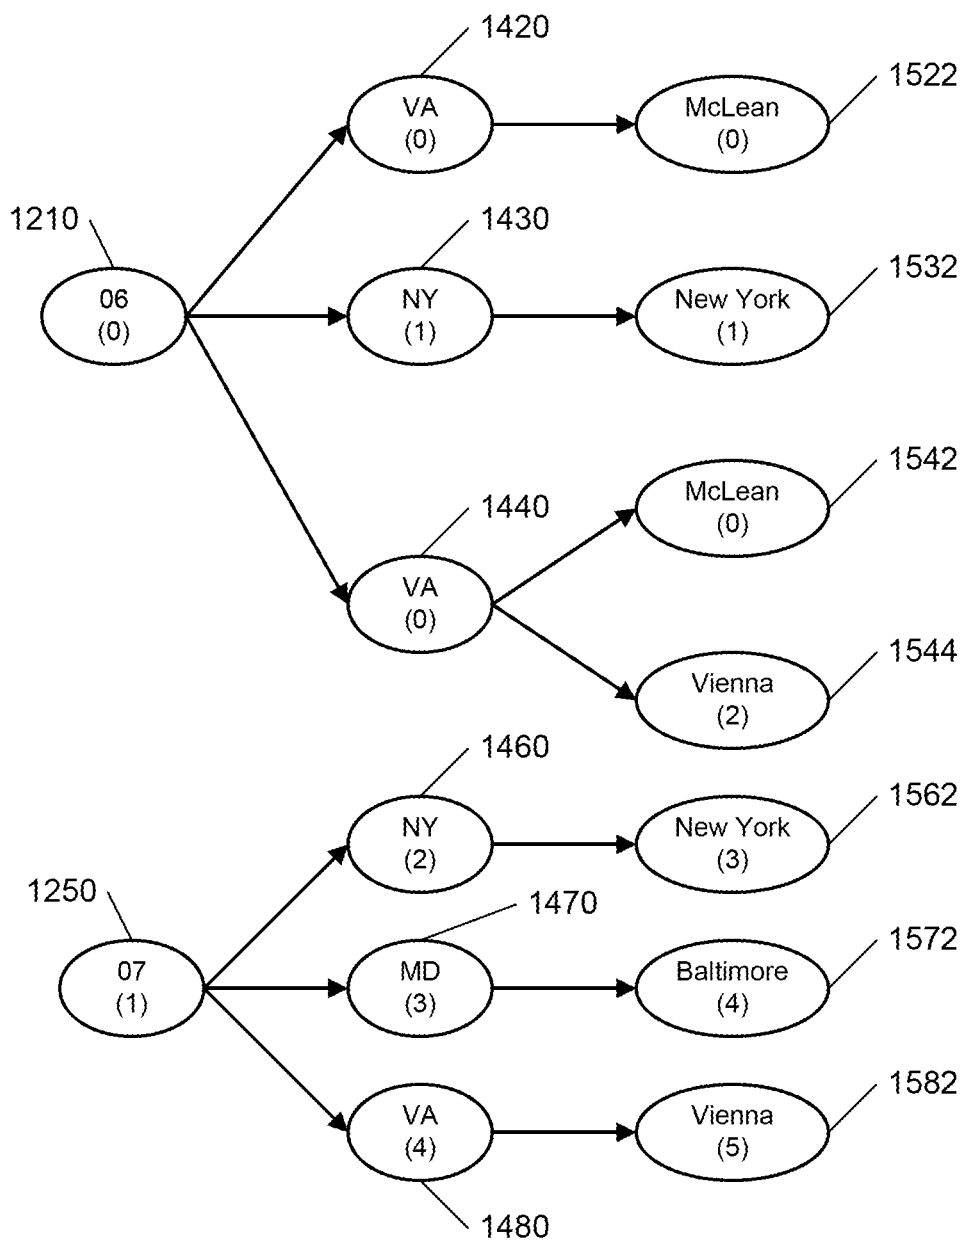 1420
VA
(0)
McLean
(0)
1522
1210
06
(0)
1430
NY
(1)
New York
(1)
1532
1440
VA
(0)
McLean
(0)
1542
Vienna
(2)
1544
1460
NY
(2)
New York
(3)
1562
1250
07
(1)
1470
MD
(3)
Baltimore
(4)
1572
VA
(4)
1480
Vienna
(5)
1582